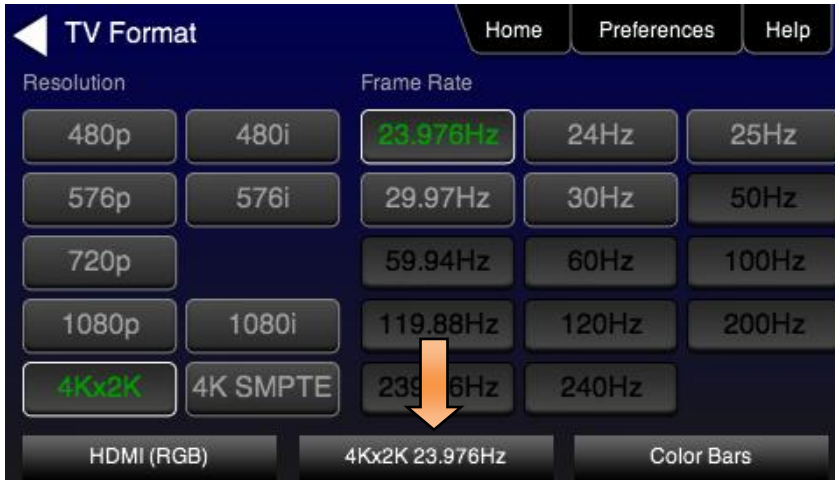 TV Format Home Preferences Help
Resolution Frame Rate
480p 480i 23.976Hz 24Hz 25Hz
576p 576i 29.97Hz 30Hz 50Hz
720p 59.94Hz 60Hz 100Hz
1080p 1080i 119.88Hz 120Hz 200Hz
4Kx2K 4K SMPTE 240Hz
HDMI (RGB) 4Kx2K 23.976Hz Color Bars